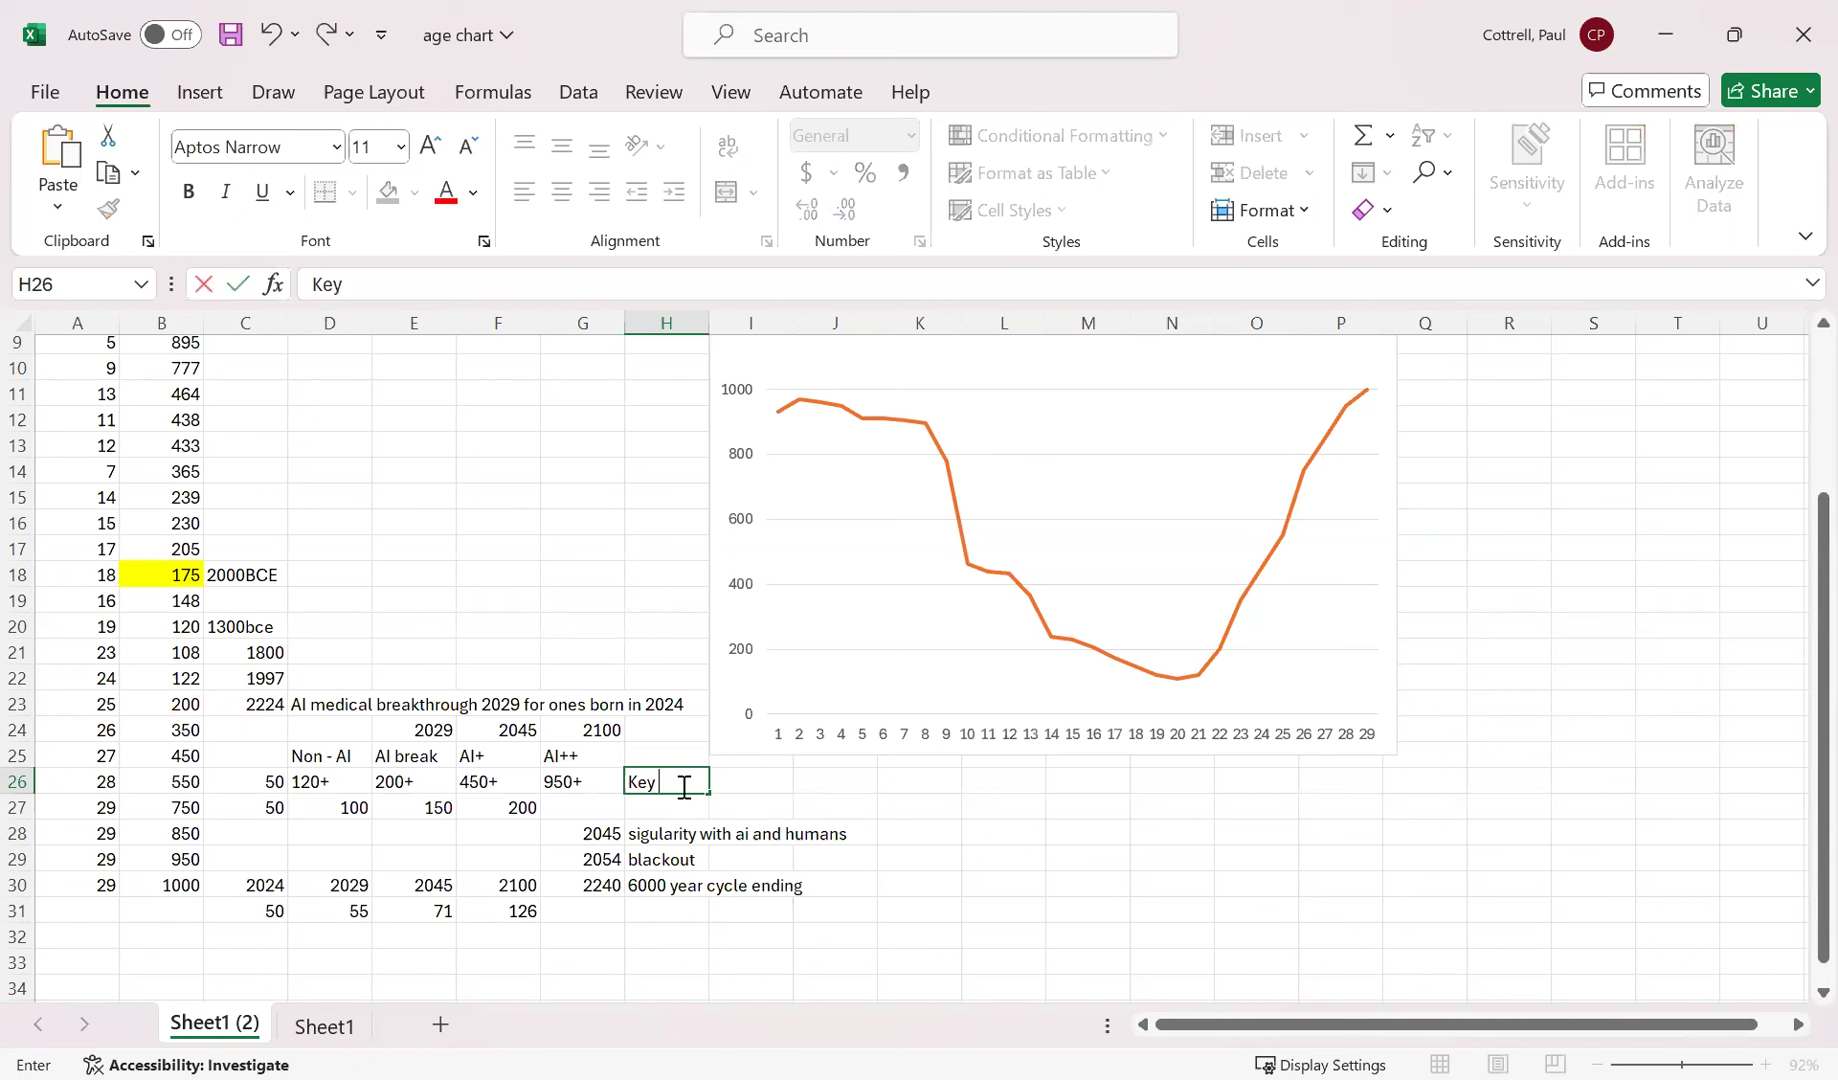 AutoSave Off age chart Search Cottrell, Paul CP
File Home Insert Draw Page Layout Formulas Data Review View Automate Help Comments Share
Paste Aptos Narrow 11 General Conditional Formatting Insert
Format as Table Delete Sensitivity Add-ins Analyze Data
B I U A $ % Cell Styles Format
Clipboard Font Alignment Number Styles Cells Editing Sensitivity Add-ins
H26 fx Key
A B C D E F G H I J K L M N O P Q R S T U
9 5 895
10 9 777
11 13 464
12 11 438
13 12 433
14 7 365
15 14 239
16 15 230
17 17 205
18 18 175 2000BCE
19 16 148
20 19 120 1300bce
21 23 108 1800
22 24 122 1997
23 25 200 2224 AI medical breakthrough 2029 for ones born in 2024
24 26 350 2029 2045 2100
25 27 450 Non - AI AI break AI+ AI++
26 28 550 50 120+ 200+ 450+ 950+ Key
27 29 750 50 100 150 200
28 29 850 2045 sigularity with ai and humans
29 29 950 2054 blackout
30 29 1000 2024 2029 2045 2100 2240 6000 year cycle ending
31 50 55 71 126
32
33
34
1000
800
600
400
200
0
1 2 3 4 5 6 7 8 9 10 11 12 13 14 15 16 17 18 19 20 21 22 23 24 25 26 27 28 29
Sheet1 (2) Sheet1
Enter Accessibility: Investigate Display Settings 92%